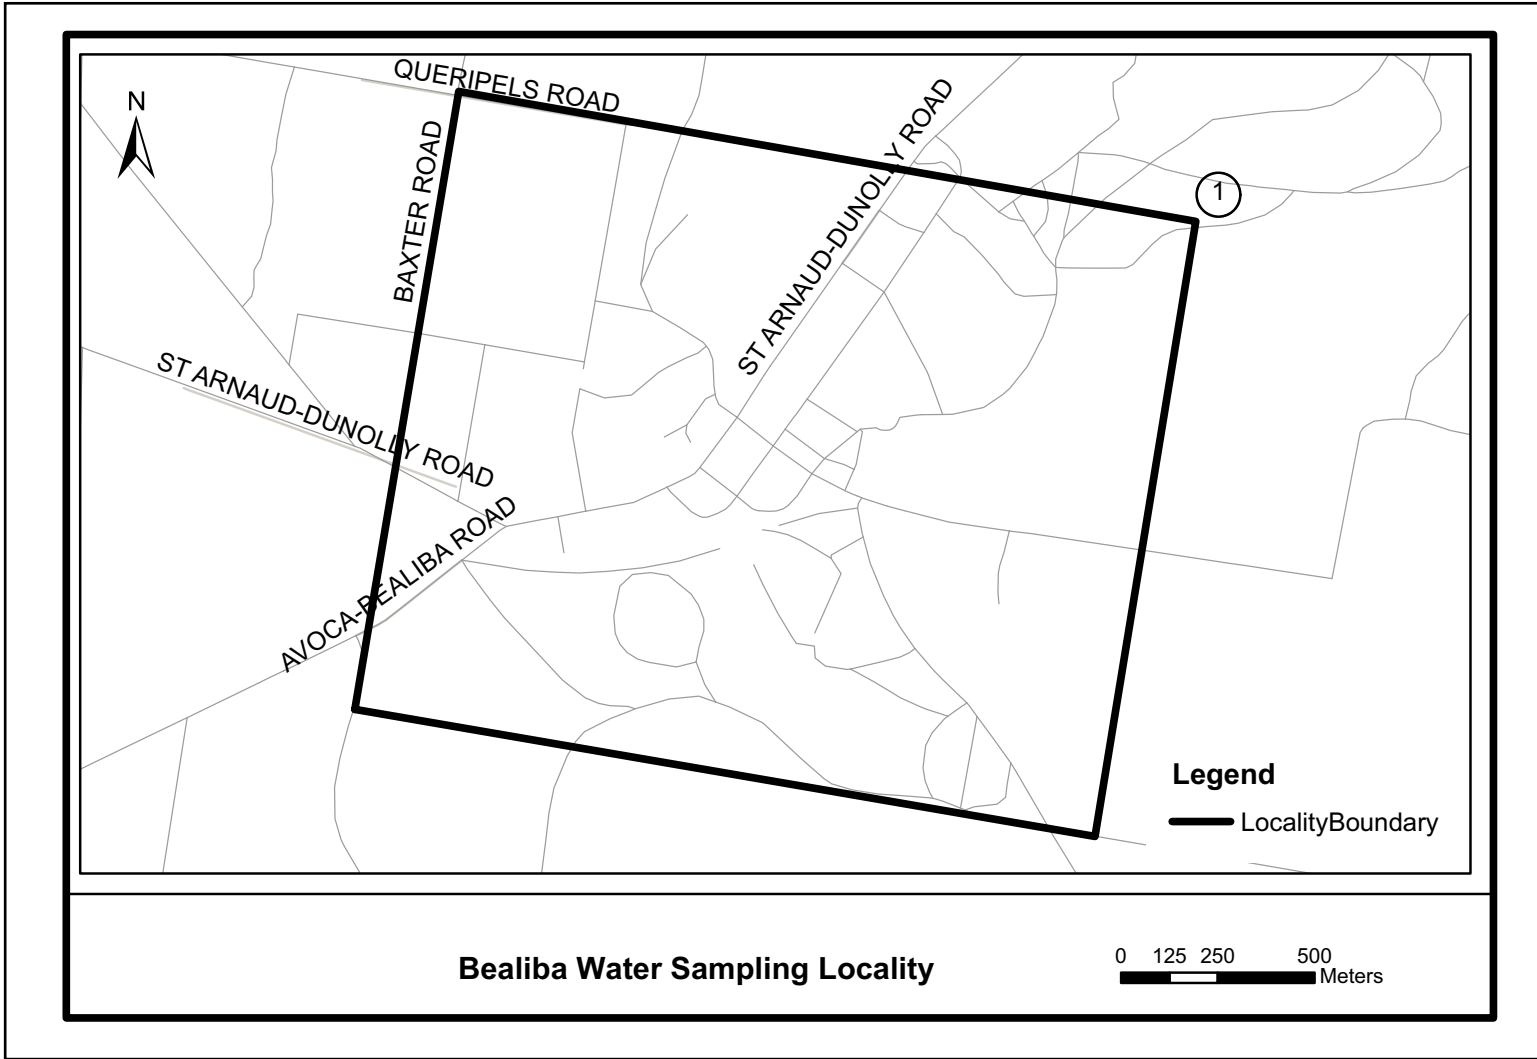 QUERIPELS ROAD
N
BAXTER ROAD
ST ARNAUD-DUNOLLY ROAD
1
ST ARNAUD-DUNOLLY ROAD
AVOCA-BEALIBA ROAD
Legend
LocalityBoundary
Bealiba Water Sampling Locality
0 125 250 500
Meters